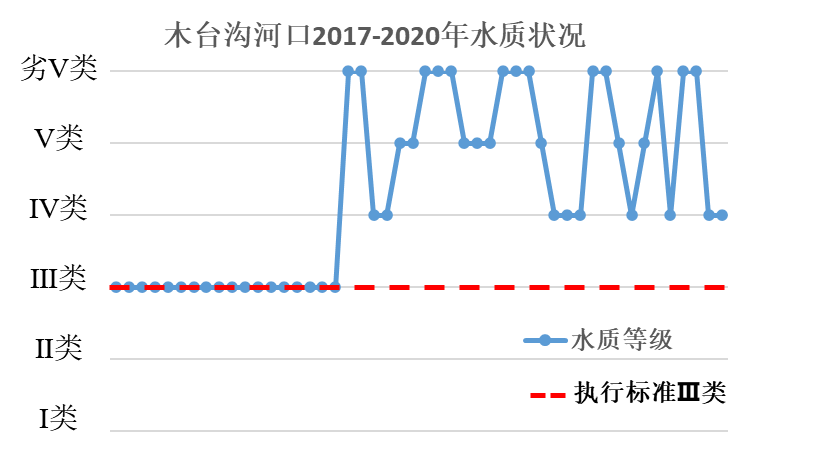 木台沟河口2017-2020年水质状况
劣V类
V类
IV类
III类
II类
I类
水质等级
执行标准Ⅲ类